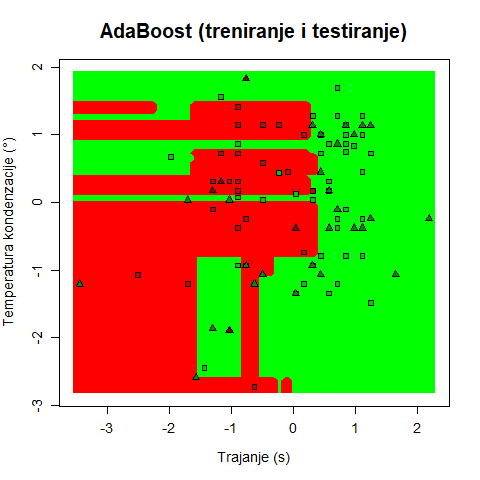 AdaBoost (treniranje i testiranje)
Temperatura kondenzacije (°)
2
1
0
-1
-2
-3
-3 -2 -1 0 1 2
Trajanje (s)